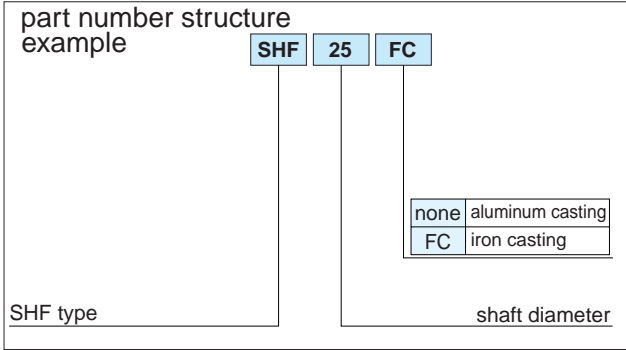 part number structure
example
SHF 25 FC
none aluminum casting
FC iron casting
SHF type
shaft diameter